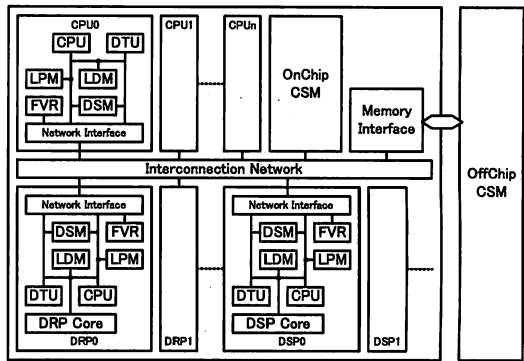 CPU0
CPU
DTU
LPM
LDM
FVR
DSM
Network Interface
CPU1
CPUn
OnChip
CSM
Memory
Interface
OffChip
CSM
Interconnection Network
Network Interface
DSM
FVR
LDM
LPM
DTU
CPU
DRP Core
DRP0
DRP1
Network Interface
DSM
FVR
LDM
LPM
DTU
CPU
DSP Core
DSP0
DSP1